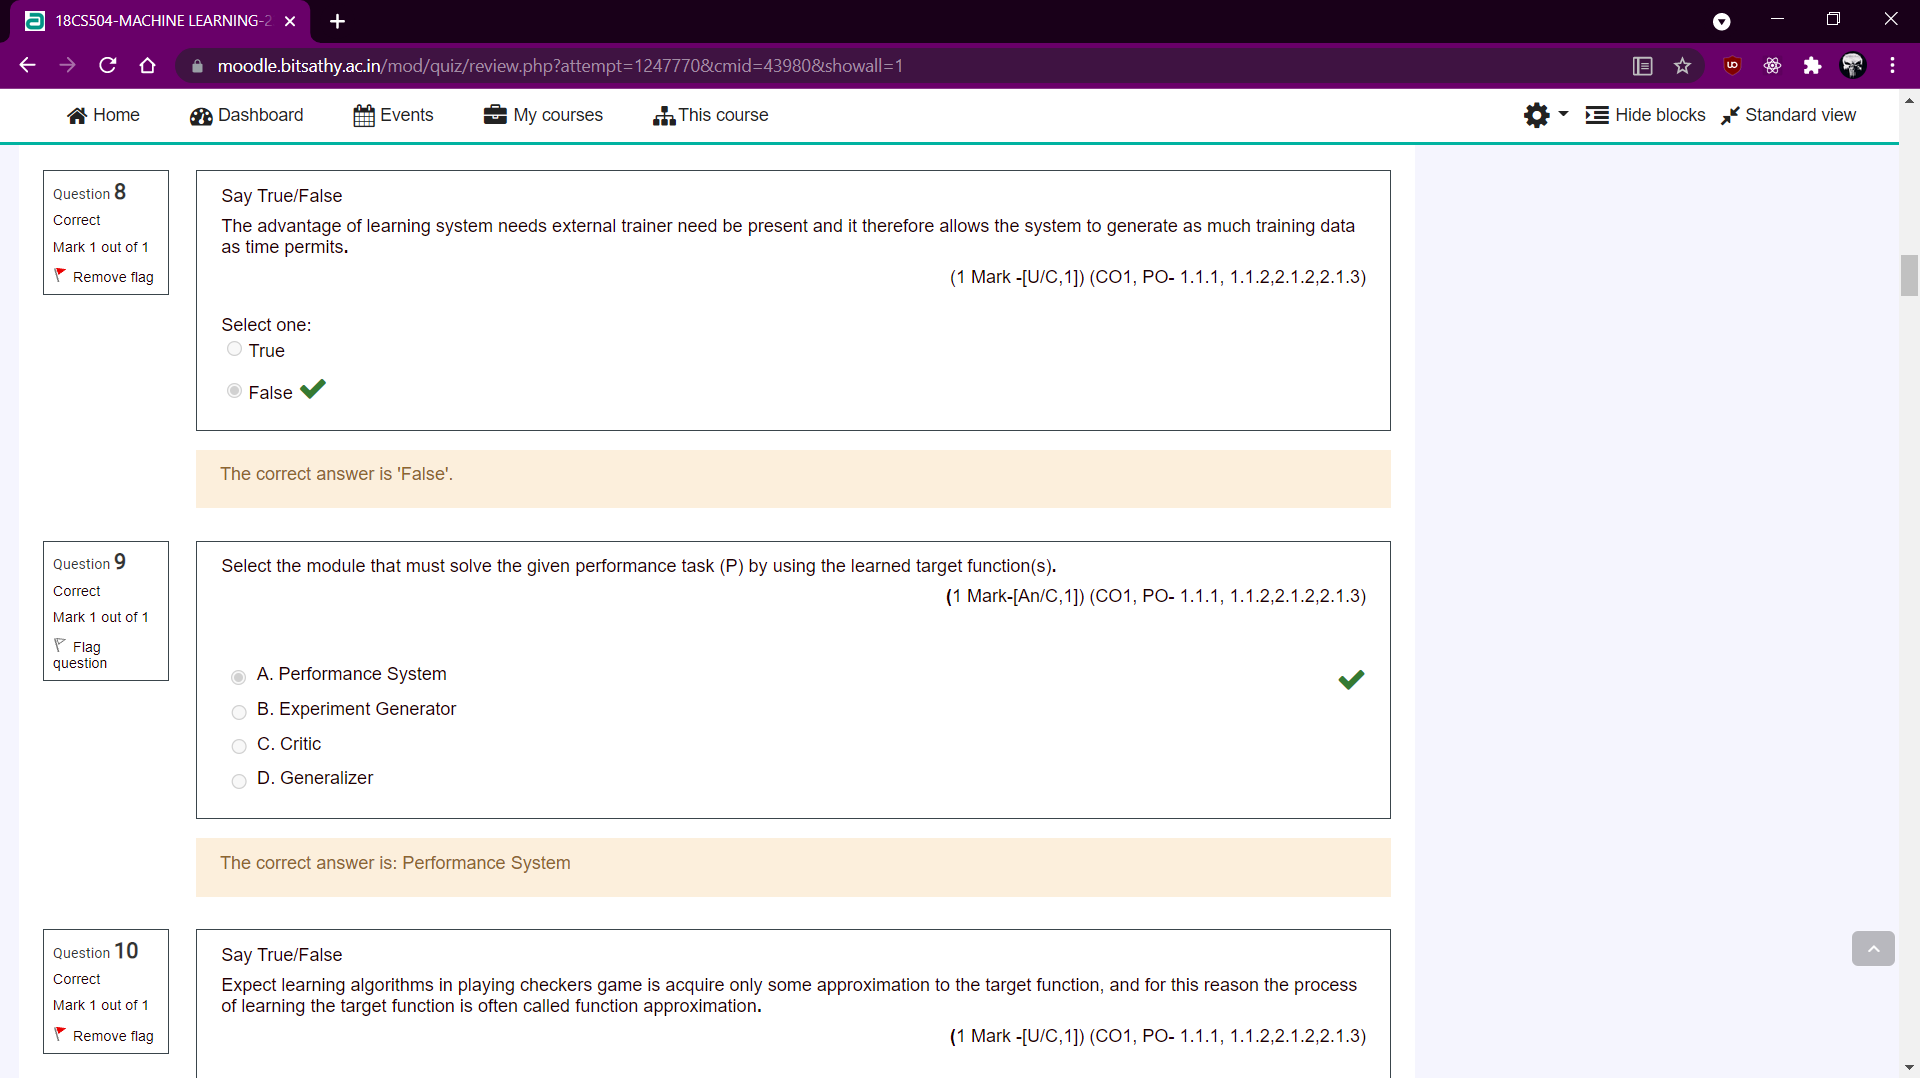 18CS504-MACHINE LEARNING-2
moodle.bitsathy.ac.in/mod/quiz/review.php?attempt=1247770&cmid=43980&showall=1
Home
Dashboard
Events
My courses
This course
Hide blocks
Standard view
Question 8
Correct
Mark 1 out of 1
Remove flag
Say True/False
The advantage of learning system needs external trainer need be present and it therefore allows the system to generate as much training data
as time permits.
(1 Mark -[U/C,1]) (CO1, PO- 1.1.1, 1.1.2,2.1.2,2.1.3)
Select one:
True
False
The correct answer is 'False'.
Question 9
Correct
Mark 1 out of 1
Flag
question
Select the module that must solve the given performance task (P) by using the learned target function(s).
(1 Mark-[An/C,1]) (CO1, PO- 1.1.1, 1.1.2,2.1.2,2.1.3)
A. Performance System
B. Experiment Generator
C. Critic
D. Generalizer
The correct answer is: Performance System
Question 10
Correct
Mark 1 out of 1
Remove flag
Say True/False
Expect learning algorithms in playing checkers game is acquire only some approximation to the target function, and for this reason the process
of learning the target function is often called function approximation.
(1 Mark -[U/C,1]) (CO1, PO- 1.1.1, 1.1.2,2.1.2,2.1.3)